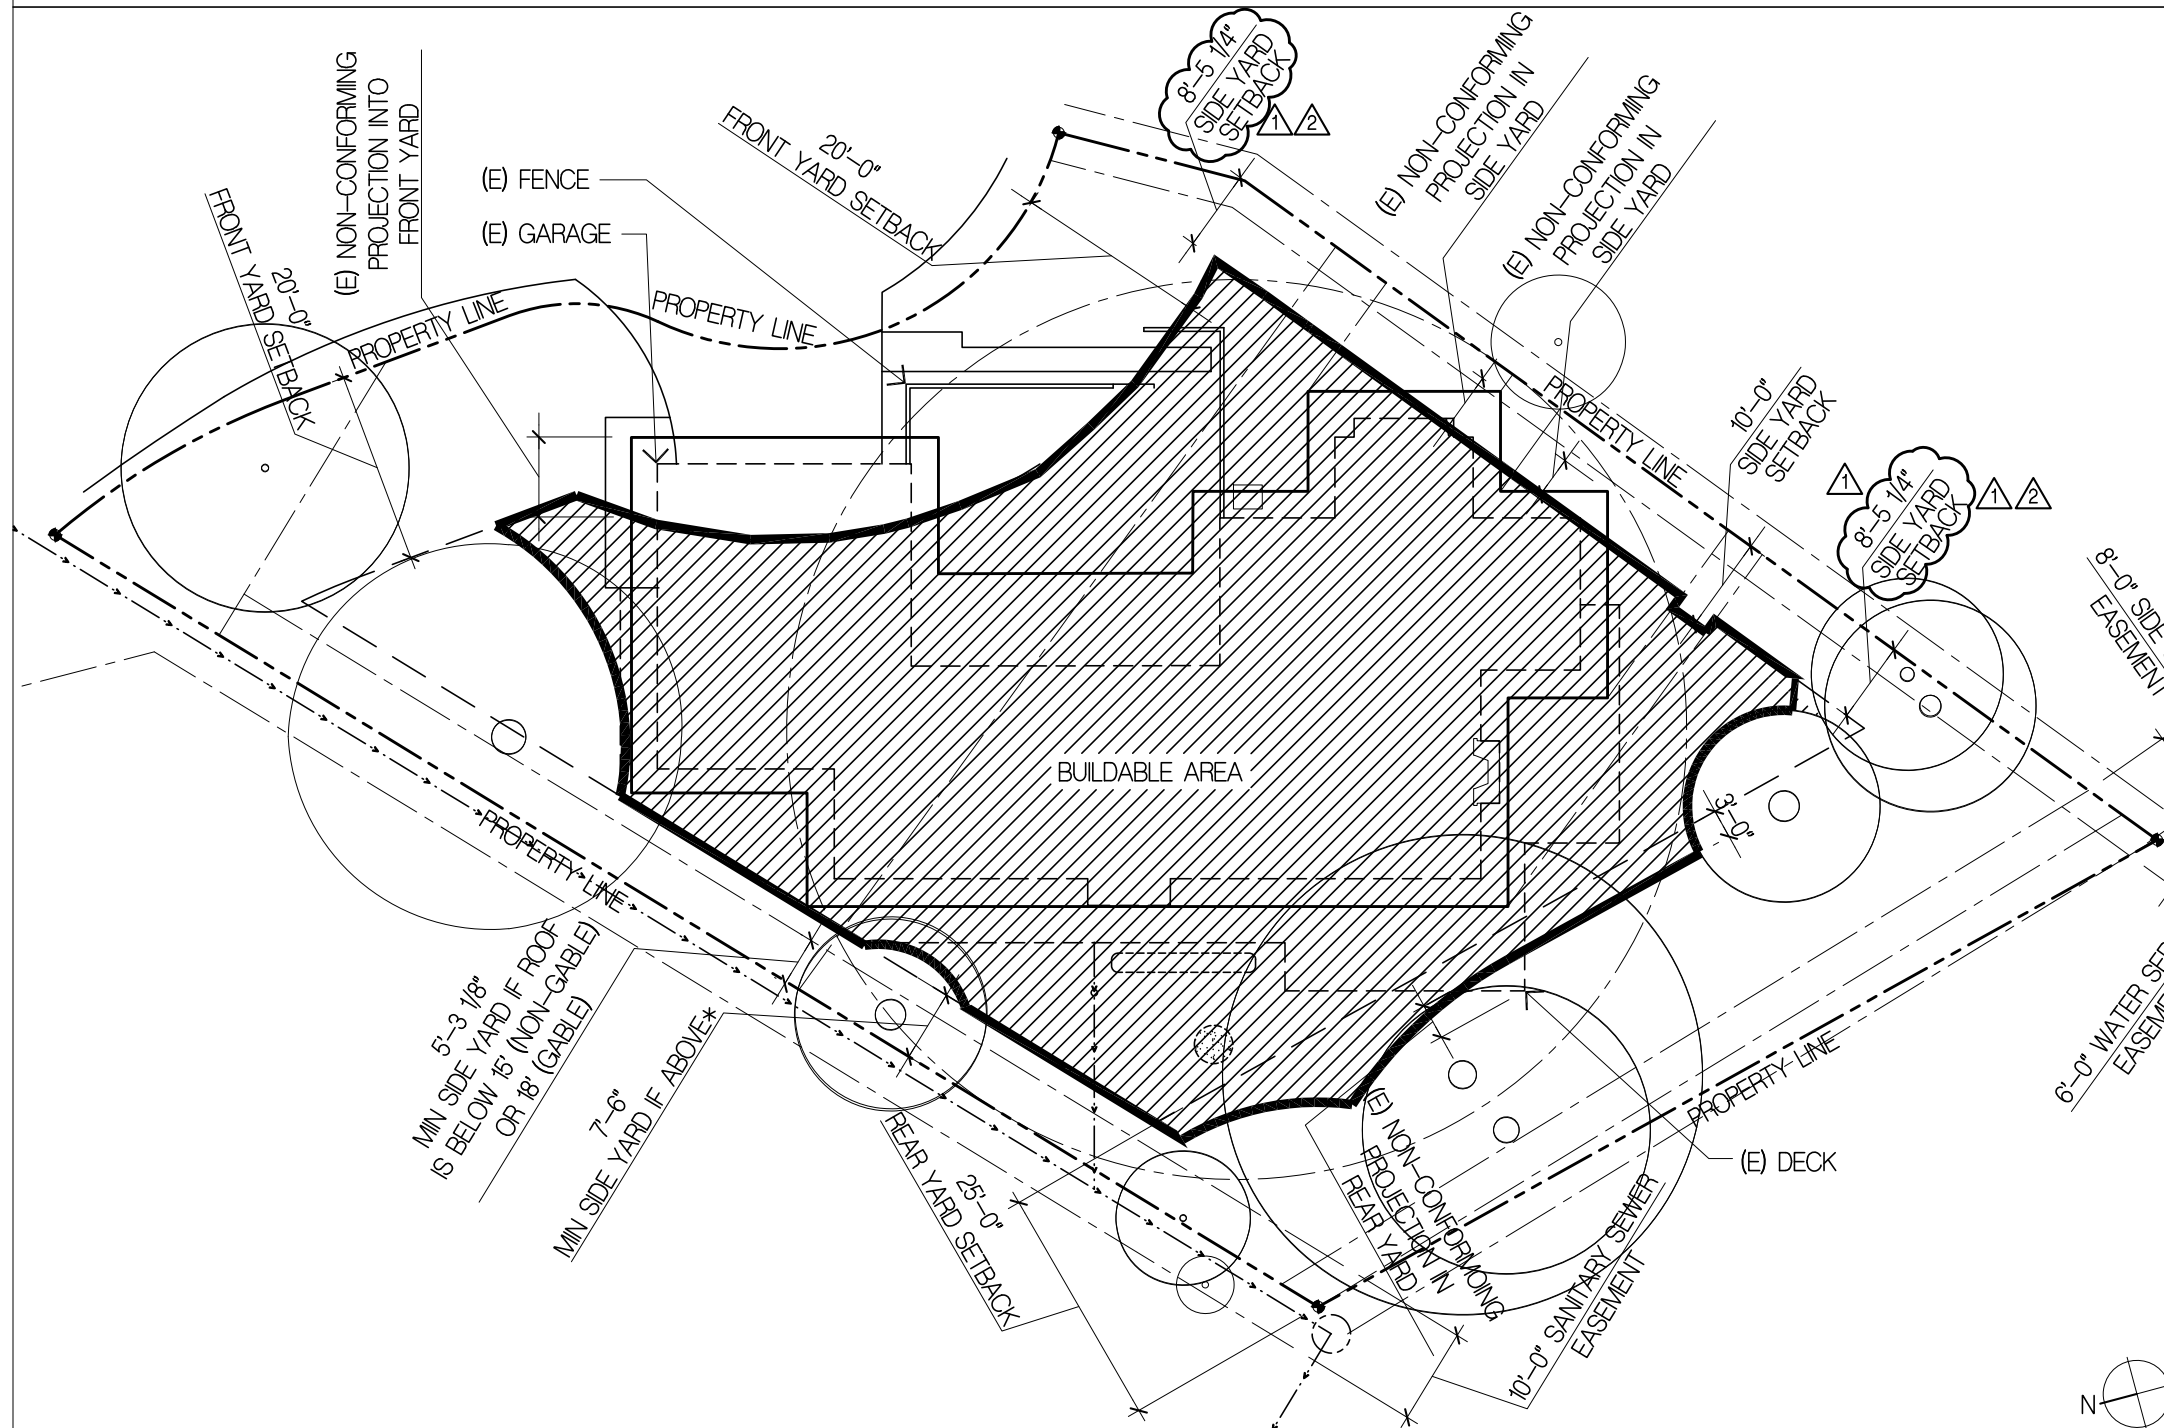 8'-5 1/4"
SIDE YARD
SETBACK
1
2
(E) NON-CONFORMING
PROJECTION IN
SIDE YARD
(E) NON-CONFORMING
PROJECTION INTO
FRONT YARD
(E) NON-CONFORMING
PROJECTION IN
SIDE YARD
20'-0"
FRONT YARD SETBACK
(E) FENCE
(E) GARAGE
20'-0"
FRONT YARD SETBACK
PROPERTY LINE
PROPERTY LINE
PROPERTY LINE
10'-0"
SIDE YARD
SETBACK
1
8'-5 1/4"
SIDE YARD
SETBACK
1
2
8'-0" SIDE
EASEMENT
BUILDABLE AREA
3'-0"
PROPERTY LINE
5'-3 1/8"
MIN SIDE YARD IF ROOF
IS BELOW 15' (NON-GABLE)
OR 18' (GABLE)
7'-6"
MIN SIDE YARD IF ABOVE*
25'-0"
REAR YARD SETBACK
(E) NON-CONFORMOING
PROJECTION IN
REAR YARD
PROPERTY LINE
(E) DECK
10'-0" SANITARY SEWER
EASEMENT
6'-0" WATER
N